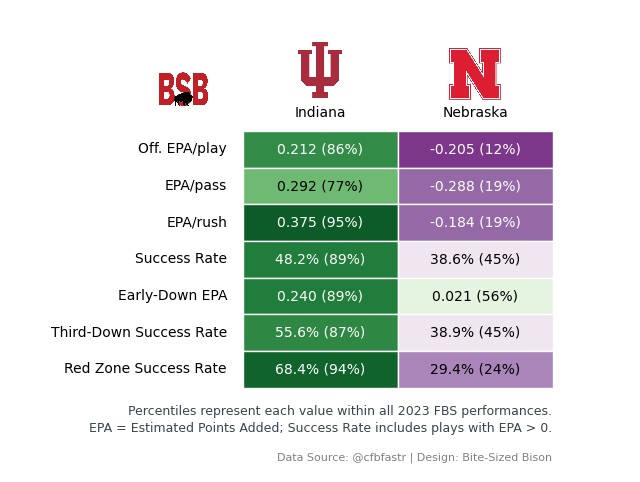 BSB
Indiana Nebraska
Off. EPA/play 0.212 (86%) -0.205 (12%)
EPA/pass 0.292 (77%) -0.288 (19%)
EPA/rush 0.375 (95%) -0.184 (19%)
Success Rate 48.2% (89%) 38.6% (45%)
Early-Down EPA 0.240 (89%) 0.021 (56%)
Third-Down Success Rate 55.6% (87%) 38.9% (45%)
Red Zone Success Rate 68.4% (94%) 29.4% (24%)
Percentiles represent each value within all 2023 FBS performances.
EPA = Estimated Points Added; Success Rate includes plays with EPA > 0.
Data Source: @cfbfastr | Design: Bite-Sized Bison